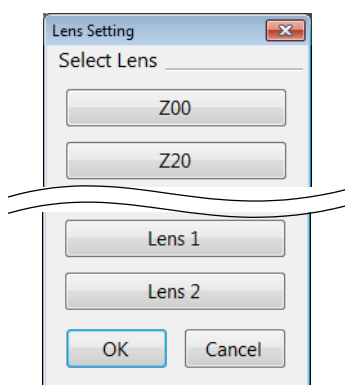 Lens Setting
Select Lens
Z00
Z20
Lens 1
Lens 2
OK Cancel